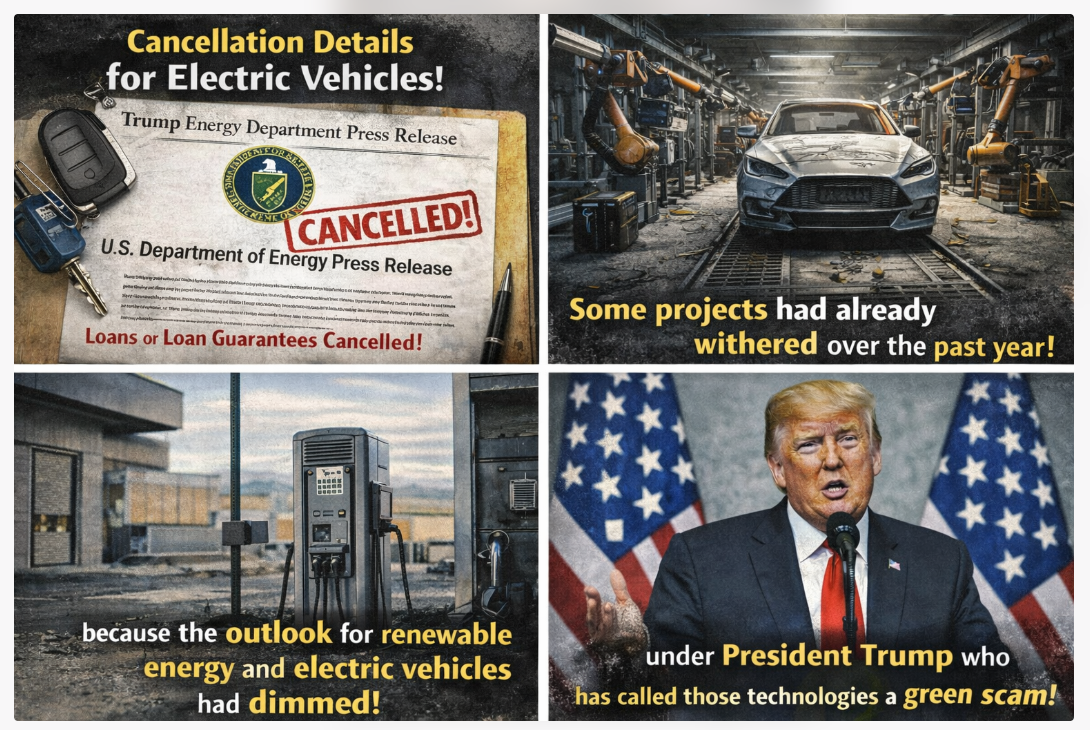 Cancellation Details
for Electric Vehicles!
Trump Energy Department Press Release
CANCELLED!
U.S. Department of Energy Press Release
Loans or Loan Guarantees Cancelled!
Some projects had already
withered over the past year!
because the outlook for renewable
energy and electric vehicles
had dimmed!
under President Trump who
has called those technologies a green scam!